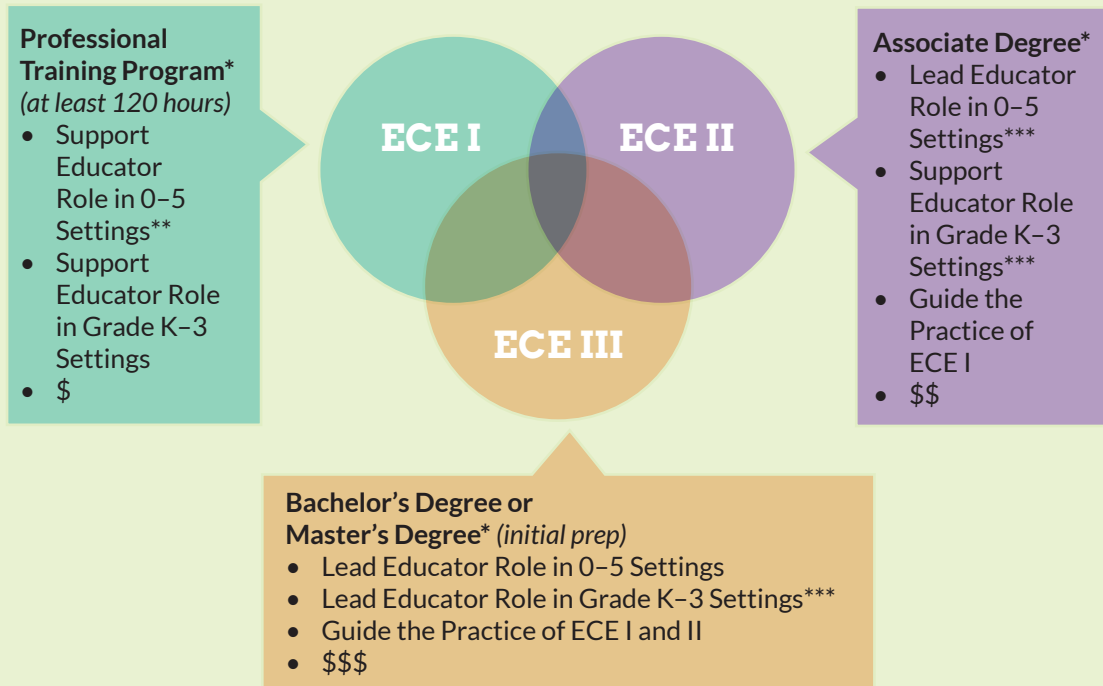 Professional
Training Program*
(at least 120 hours)
• Support
Educator
Role in 0–5
Settings**
• Support
Educator Role
in Grade K–3
Settings
• $
ECE I
ECE II
ECE III
Associate Degree*
• Lead Educator
Role in 0–5
Settings***
• Support
Educator Role
in Grade K–3
Settings***
• Guide the
Practice of
ECE I
• $$
Bachelor’s Degree or
Master’s Degree* (initial prep)
• Lead Educator Role in 0–5 Settings
• Lead Educator Role in Grade K–3 Settings***
• Guide the Practice of ECE I and II
• $$$